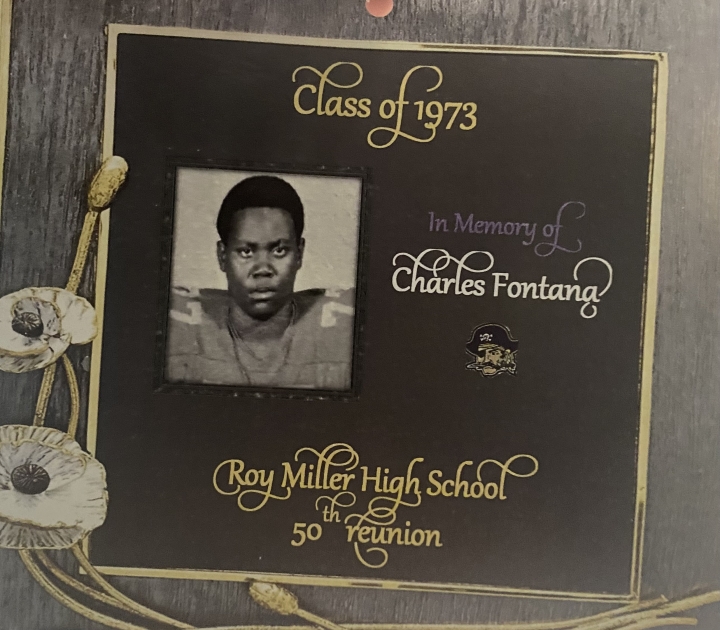 Class of 1973
In Memory of
Charles Fontana
Roy Miller High School
50th reunion